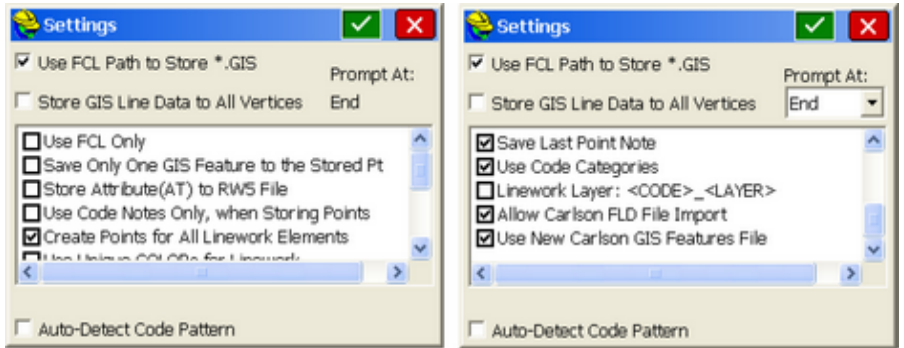 Settings
Use FCL Path to Store *.GIS
Prompt At:
Store GIS Line Data to All Vertices End
Use FCL Only
Save Only One GIS Feature to the Stored Pt
Store Attribute(AT) to RW5 File
Use Code Notes Only, when Storing Points
Create Points for All Linework Elements
Use Unique COLORs for Linework
Auto-Detect Code Pattern
Settings
Use FCL Path to Store *.GIS
Prompt At:
Store GIS Line Data to All Vertices End
Save Last Point Note
Use Code Categories
Linework Layer: <CODE>_<LAYER>
Allow Carlson FLD File Import
Use New Carlson GIS Features File
Auto-Detect Code Pattern